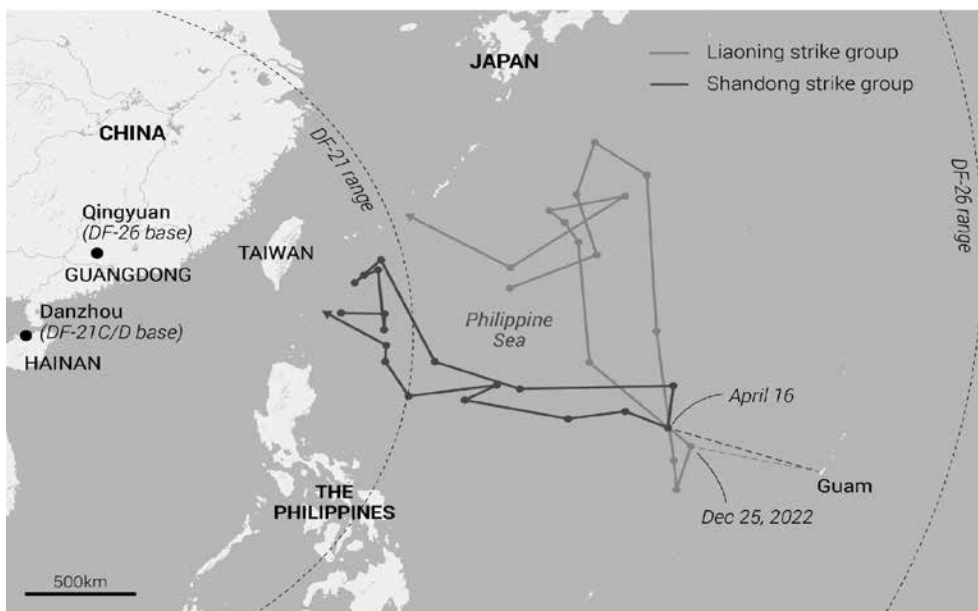 Liaoning strike group
Shandong strike group
JAPAN
CHINA
DF-21 range
DF-26 range
Qingyuan
(DF-26 base)
GUANGDONG
TAIWAN
Danzhou
(DF-21C/D base)
HAINAN
Philippine
Sea
April 16
Guam
THE
PHILIPPINES
Dec 25, 2022
500km